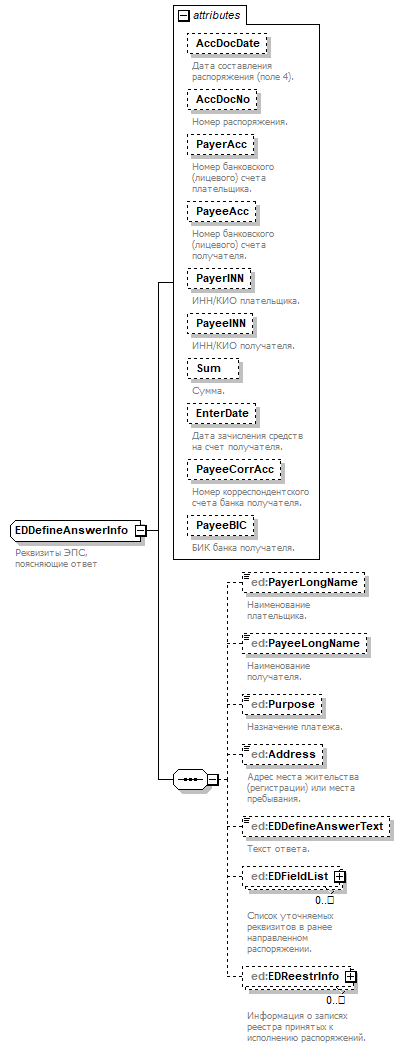 attributes
AccDocDate
Дата составления
распоряжения (поле 4).
AccDocNo
Номер распоряжения.
PayerAcc
Номер банковского
(лицевого) счета
плательщика.
PayeeAcc
Номер банковского
(лицевого) счета
получателя.
PayerINN
ИНН/КИО плательщика.
PayeeINN
ИНН/КИО получателя.
Sum
Сумма.
EnterDate
Дата зачисления средств
на счет получателя.
PayeeCorrAcc
Номер корреспондентского
счета банка получателя.
PayeeBIC
БИК банка получателя.
EDDefineAnswerInfo
Реквизиты ЭПС,
поясняющие ответ
ed:PayerLongName
Наименование
плательщика.
ed:PayeeLongName
Наименование
получателя.
ed:Purpose
Назначение платежа.
ed:Address
Адрес места жительства
(регистрации) или места
пребывания.
ed:EDDefineAnswerText
Текст ответа.
ed:EDFieldList
0..□
Список уточняемых
реквизитов в ранее
направленном
распоряжении.
ed:EDReestrInfo
0..□
Информация о записях
реестра принятых к
исполнению распоряжений.